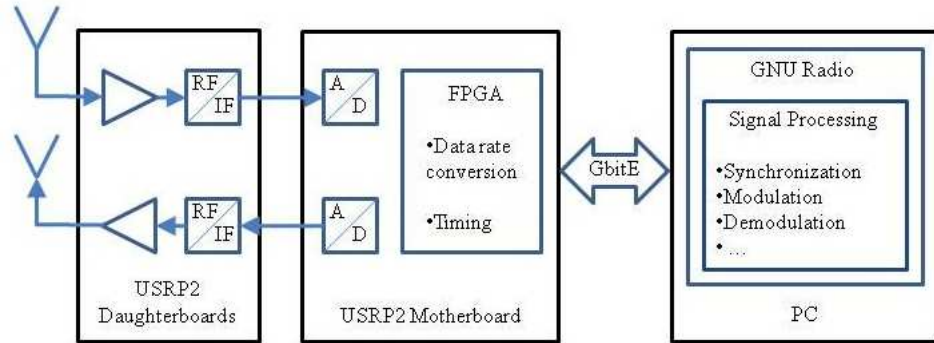 RF
IF
A
D
FPGA
•Data rate
conversion
•Timing
RF
IF
A
D
USRP2
Daughterboards
USRP2 Motherboard
GbitE
GNU Radio
Signal Processing
•Synchronization
•Modulation
•Demodulation
• ...
PC